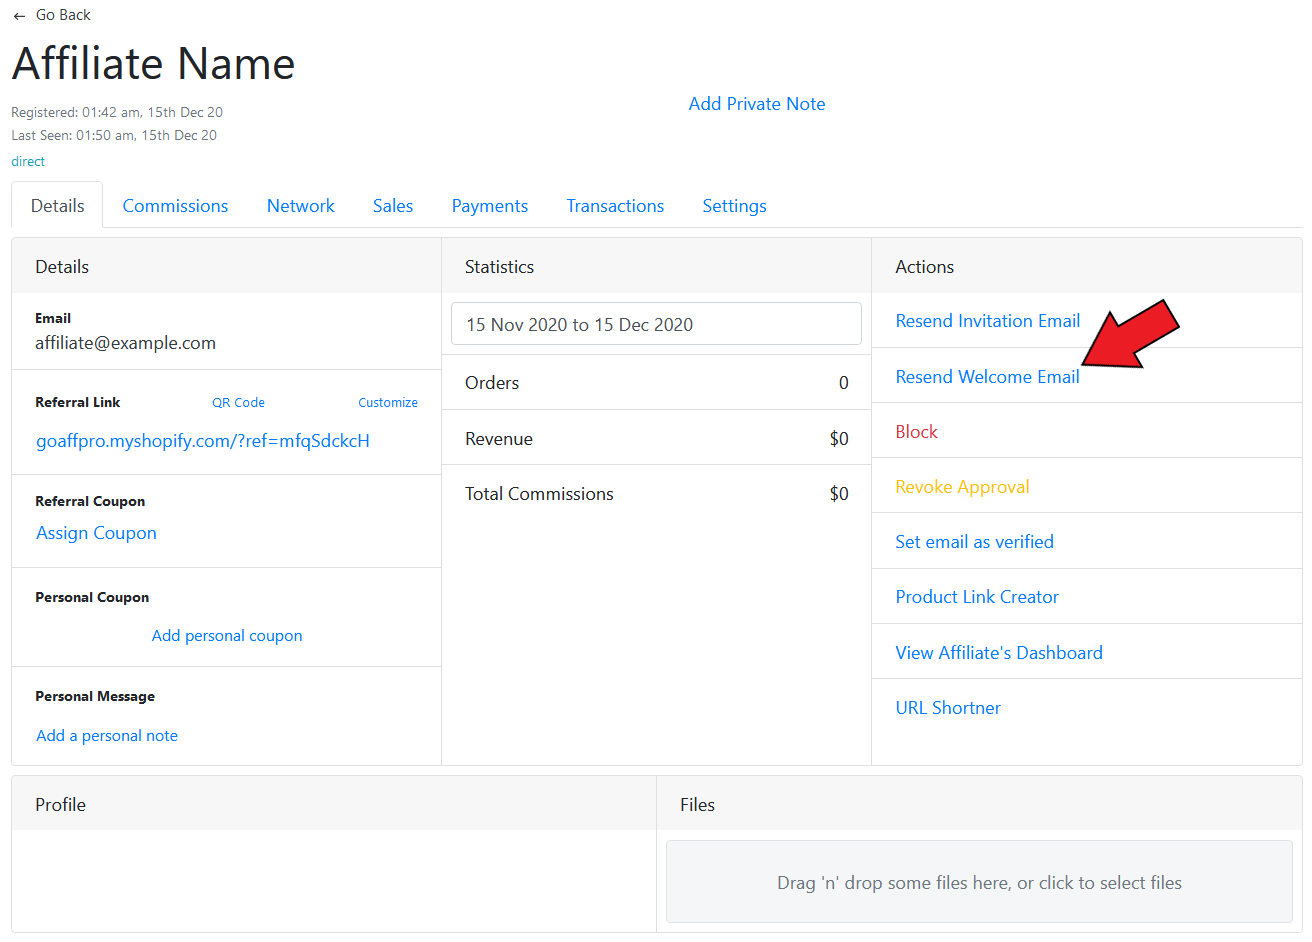 ← Go Back
Affiliate Name
Registered: 01:42 am, 15th Dec 20
Last Seen: 01:50 am, 15th Dec 20
direct
Add Private Note
Details Commissions Network Sales Payments Transactions Settings
Details
Email
affiliate@example.com
Referral Link QR Code Customize
goaffpro.myshopify.com/?ref=mfqSdckcH
Referral Coupon
Assign Coupon
Personal Coupon
Add personal coupon
Personal Message
Add a personal note
Statistics
15 Nov 2020 to 15 Dec 2020
Orders 0
Revenue $0
Total Commissions $0
Actions
Resend Invitation Email
Resend Welcome Email
Block
Revoke Approval
Set email as verified
Product Link Creator
View Affiliate's Dashboard
URL Shortner
Profile
Files
Drag 'n' drop some files here, or click to select files